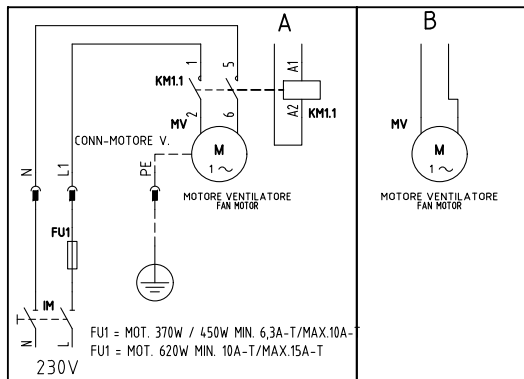 A
B
1
5
A1
KM1.1
A2
KM1.1
2
6
MV
CONN-MOTORE V.
M
1 ~
MV
M
1 ~
N
L1
PE
MOTORE VENTILATORE
FAN MOTOR
MOTORE VENTILATORE
FAN MOTOR
FU1
IM
FU1 = MOT. 370W / 450W MIN. 6,3A-T/MAX.10A-T
N
L
FU1 = MOT. 620W MIN. 10A-T/MAX.15A-T
230V